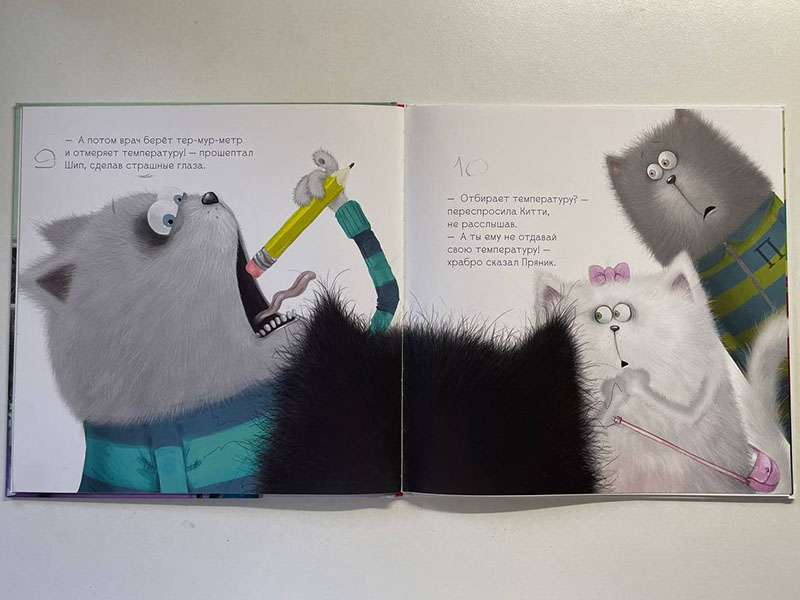 9
— А потом врач берёт тер-мур-метр
и отмеряет температуру! — прошептал
Шип, сделав страшные глаза.
10
— Отбирает температуру? —
переспросила Китти,
не расслышав.
— А ты ему не отдавай
свою температуру! —
храбро сказал Пряник.
П